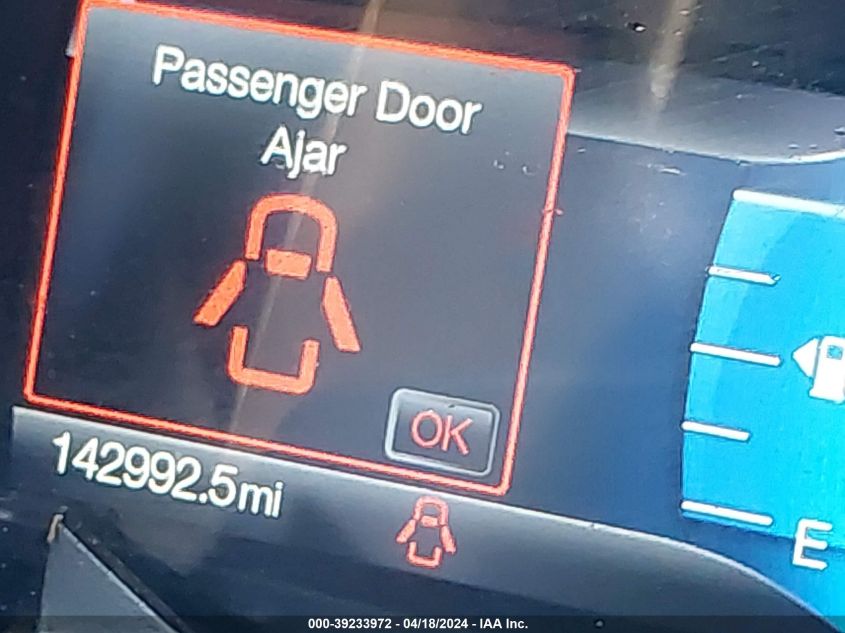 Passenger Door
Ajar
OK
142992.5mi
E
000-39233972 - 04/18/2024 - IAA Inc.